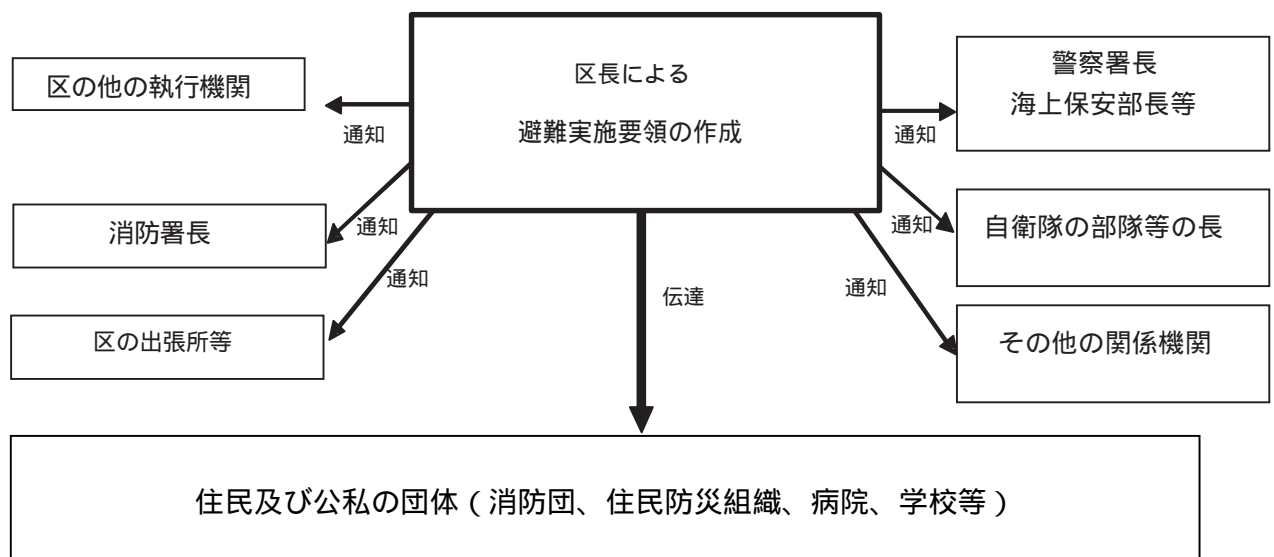 区長による
避難実施要領の作成
区の他の執行機関
通知
消防署長
通知
区の出張所等
通知
警察署長
海上保安部長等
通知
自衛隊の部隊等の長
通知
その他の関係機関
通知
伝達
住民及び公私の団体（消防団、住民防災組織、病院、学校等）